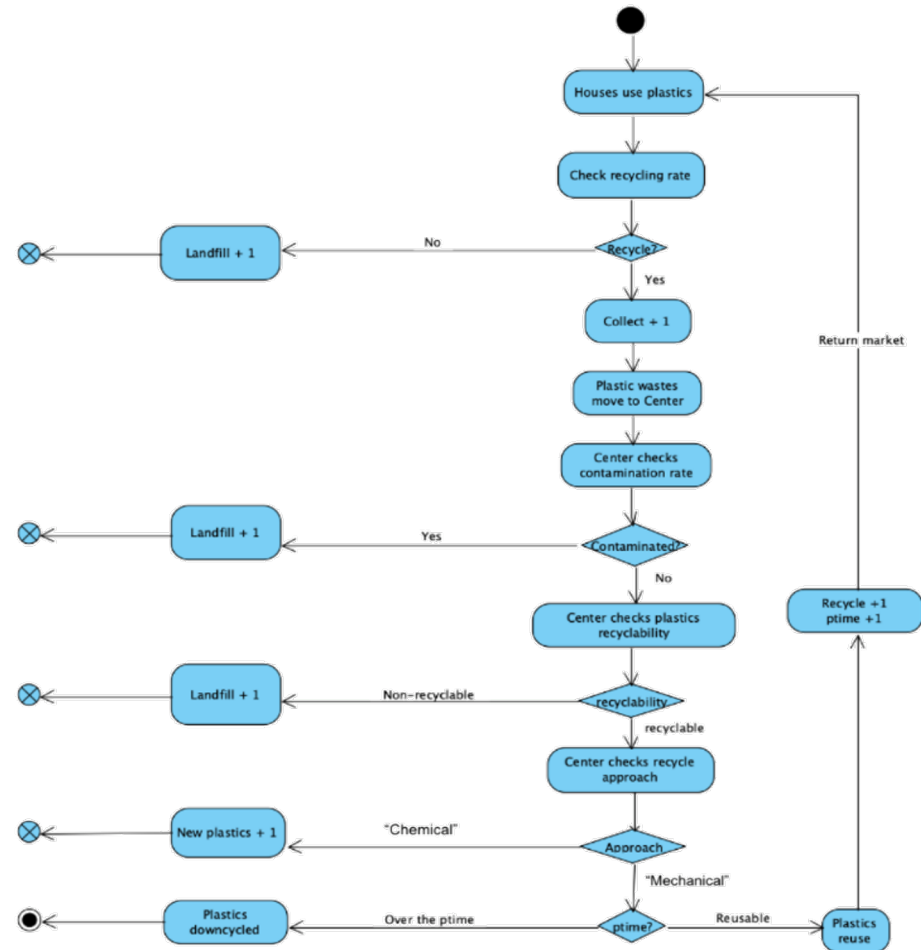 Houses use plastics
Check recycling rate
Recycle?
No
Landfill + 1
Yes
Collect + 1
Return market
Plastic wastes
move to Center
Center checks
contamination rate
Contaminated?
Yes
Landfill + 1
No
Recycle +1
ptime +1
Center checks plastics
recyclability
recyclability
Non-recyclable
Landfill + 1
recyclable
Center checks recycle
approach
Approach
“Chemical”
New plastics + 1
“Mechanical”
ptime?
Over the ptime
Plastics
downcycled
Reusable
Plastics
reuse